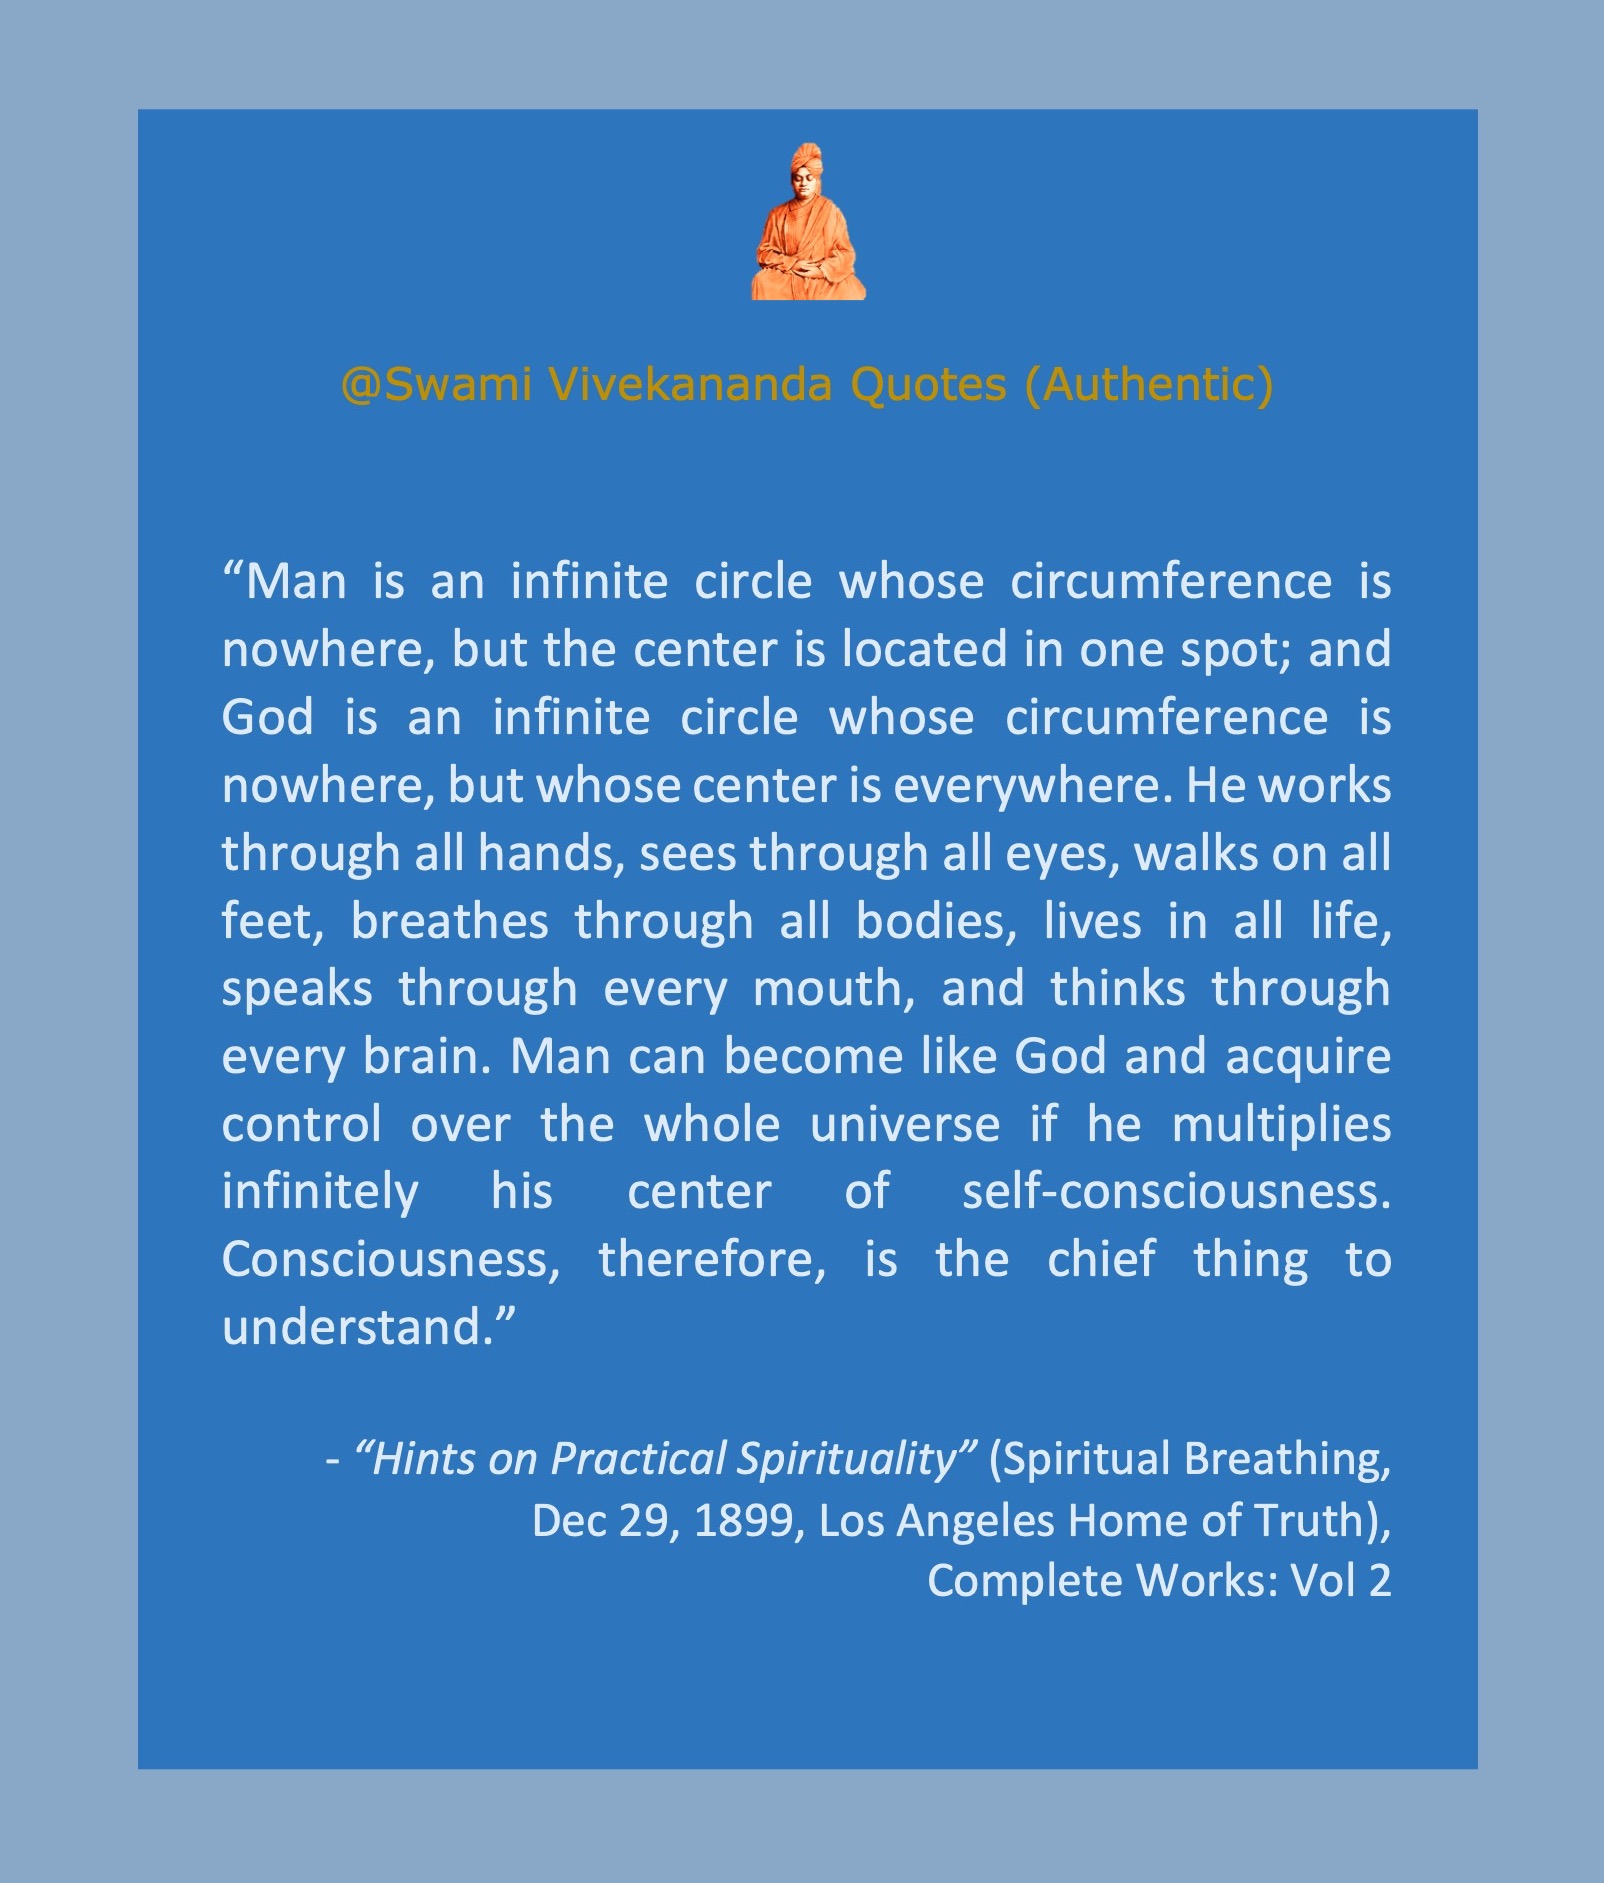 @Swami Vivekananda Quotes (Authentic)
“Man is an infinite circle whose circumference is
nowhere, but the center is located in one spot; and
God is an infinite circle whose circumference is
nowhere, but whose center is everywhere. He works
through all hands, sees through all eyes, walks on all
feet, breathes through all bodies, lives in all life,
speaks through every mouth, and thinks through
every brain. Man can become like God and acquire
control over the whole universe if he multiplies
infinitely his center of self-consciousness.
Consciousness, therefore, is the chief thing to
understand.”
- “Hints on Practical Spirituality” (Spiritual Breathing,
Dec 29, 1899, Los Angeles Home of Truth),
Complete Works: Vol 2